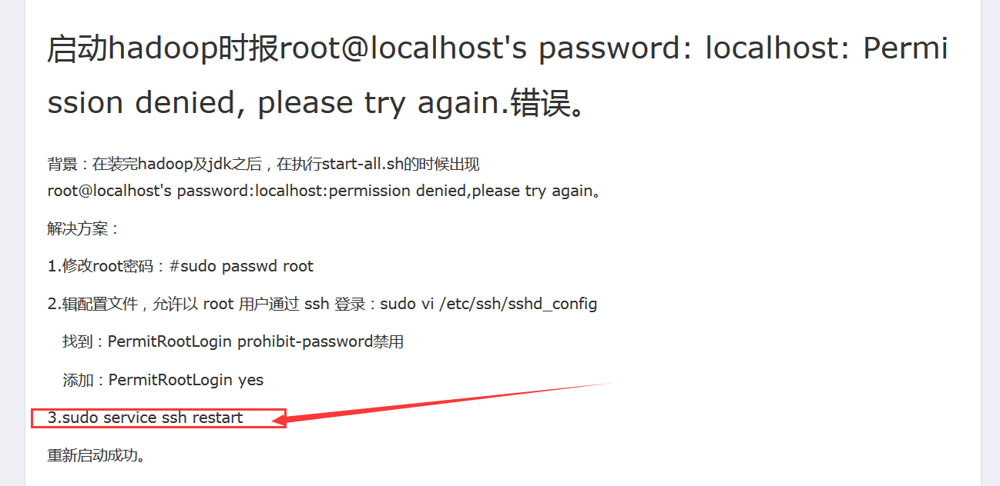 启动hadoop时报root@localhost's password: localhost: Permi
ssion denied, please try again.错误。
背景：在装完hadoop及jdk之后，在执行start-all.sh的时候出现
root@localhost's password:localhost:permission denied,please try again。
解决方案：
1.修改root密码：#sudo passwd root
2.辑配置文件，允许以 root 用户通过 ssh 登录：sudo vi /etc/ssh/sshd_config
找到：PermitRootLogin prohibit-password禁用
添加：PermitRootLogin yes
3.sudo service ssh restart
重新启动成功。